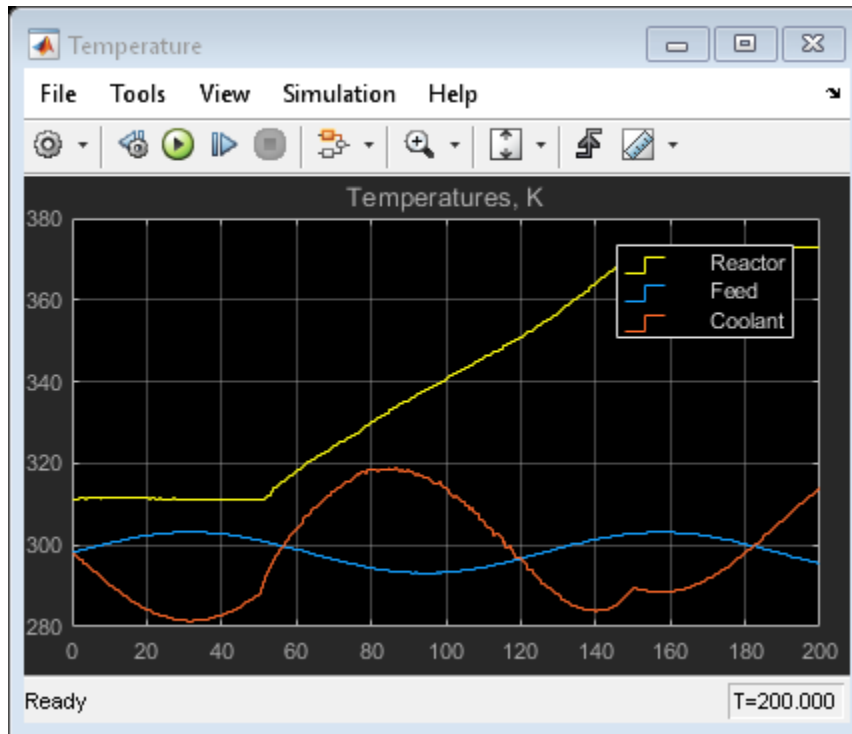 Temperature
File Tools View Simulation Help
Temperatures, K
380
360
340
320
300
280
Reactor
Feed
Coolant
0 20 40 60 80 100 120 140 160 180 200
Ready T=200.000